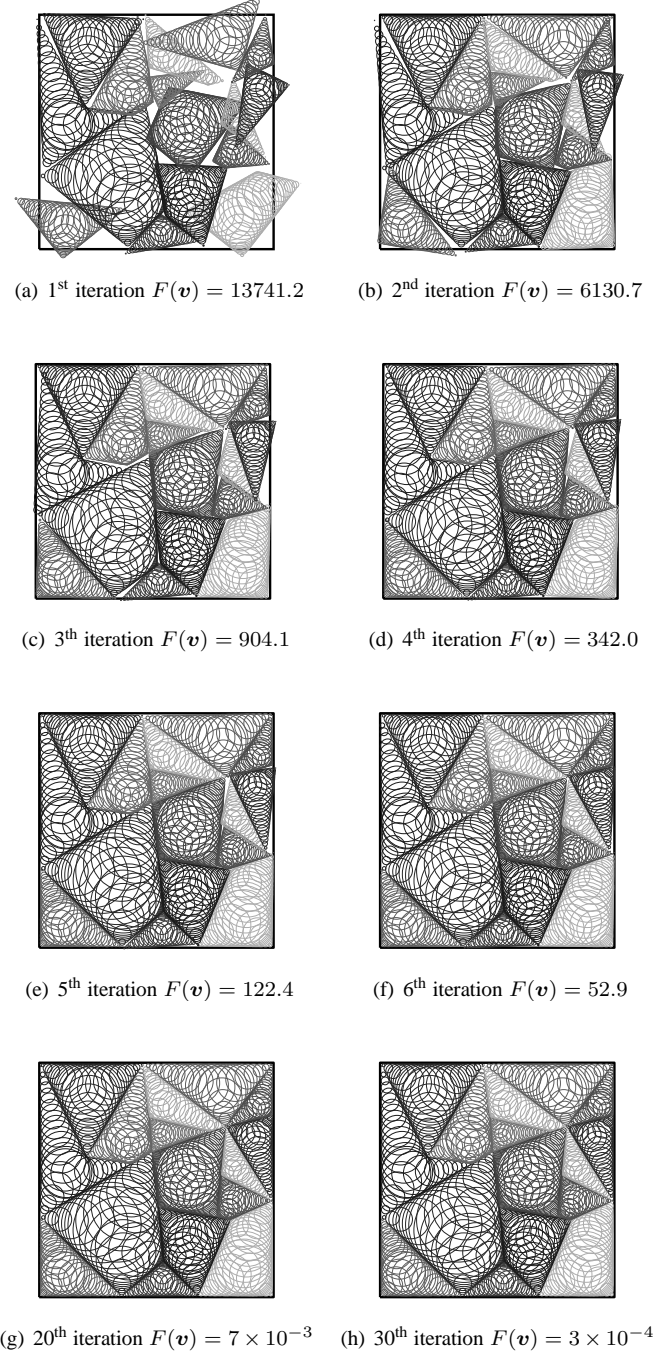 (a) 1st iteration F(v) = 13741.2
(b) 2nd iteration F(v) = 6130.7
(c) 3th iteration F(v) = 904.1
(d) 4th iteration F(v) = 342.0
(e) 5th iteration F(v) = 122.4
(f) 6th iteration F(v) = 52.9
(g) 20th iteration F(v) = 7 × 10⁻³
(h) 30th iteration F(v) = 3 × 10⁻⁴